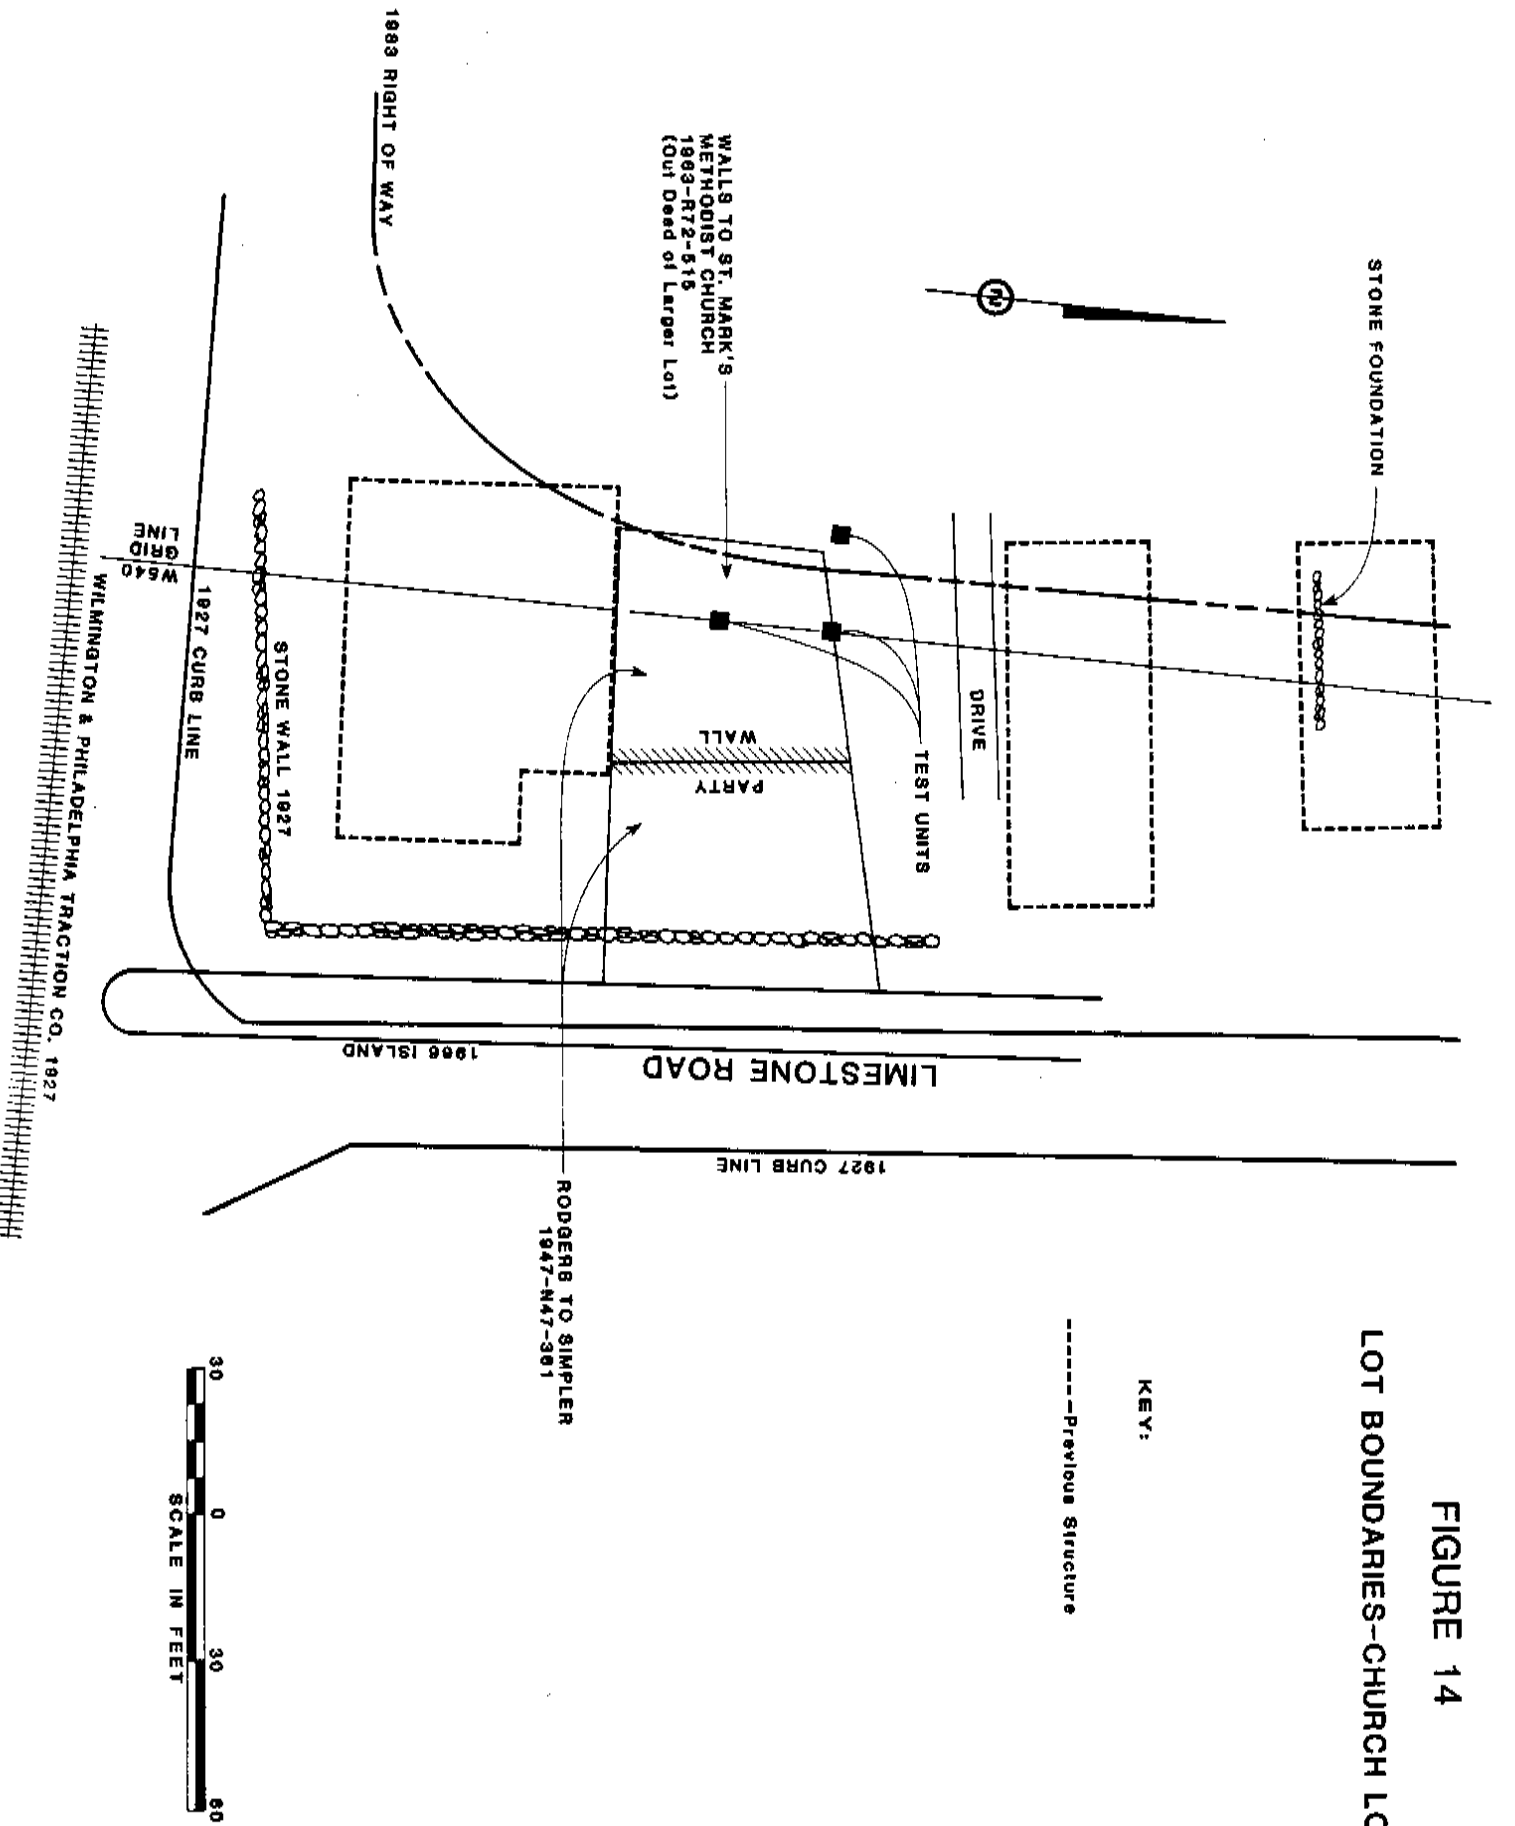 FIGURE 14
LOT BOUNDARIES-CHURCH
KEY:
------Previous Structure
STONE FOUNDATION
N
WALLS TO ST. MARK'S
METHODIST CHURCH
1963-R72-515
(Out Deed of Larger Lot)
1983 RIGHT OF WAY
DRIVE
TEST UNITS
PARTY
WALL
STONE WALL 1927
W540
GRID
LINE
1927 CURB LINE
WILMINGTON & PHILADELPHIA TRACTION CO. 1927
LIMESTONE ROAD
1966 ISLAND
1927 CURB LINE
RODGERS TO SIMPLER
1947-N47-361
30 0 30 60
SCALE IN FEET